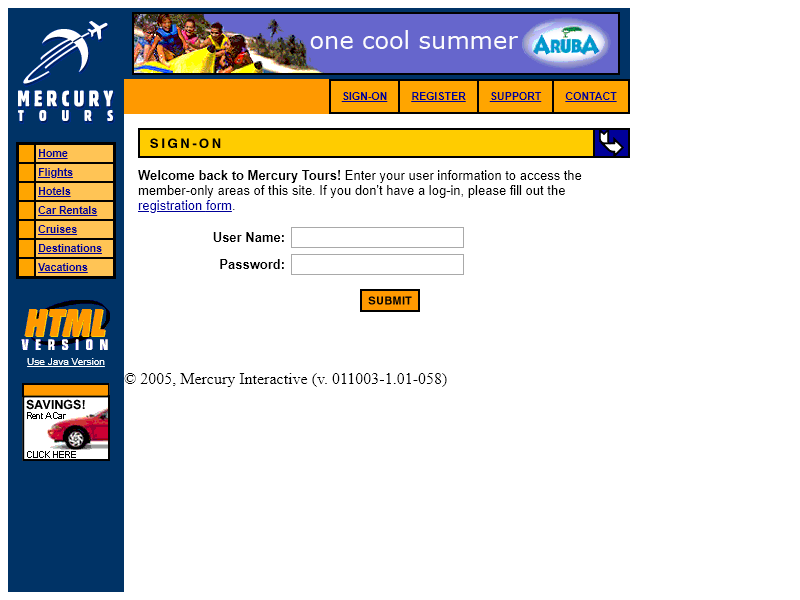 MERCURY
TOURS
one cool summer
ARUBA
SIGN-ON
REGISTER
SUPPORT
CONTACT
Home
Flights
Hotels
Car Rentals
Cruises
Destinations
Vacations
HTML
VERSION
Use Java Version
SAVINGS!
Rent A Car
CLICK HERE
SIGN-ON
Welcome back to Mercury Tours! Enter your user information to access the
member-only areas of this site. If you don't have a log-in, please fill out the
registration form.
User Name:
Password:
SUBMIT
© 2005, Mercury Interactive (v. 011003-1.01-058)